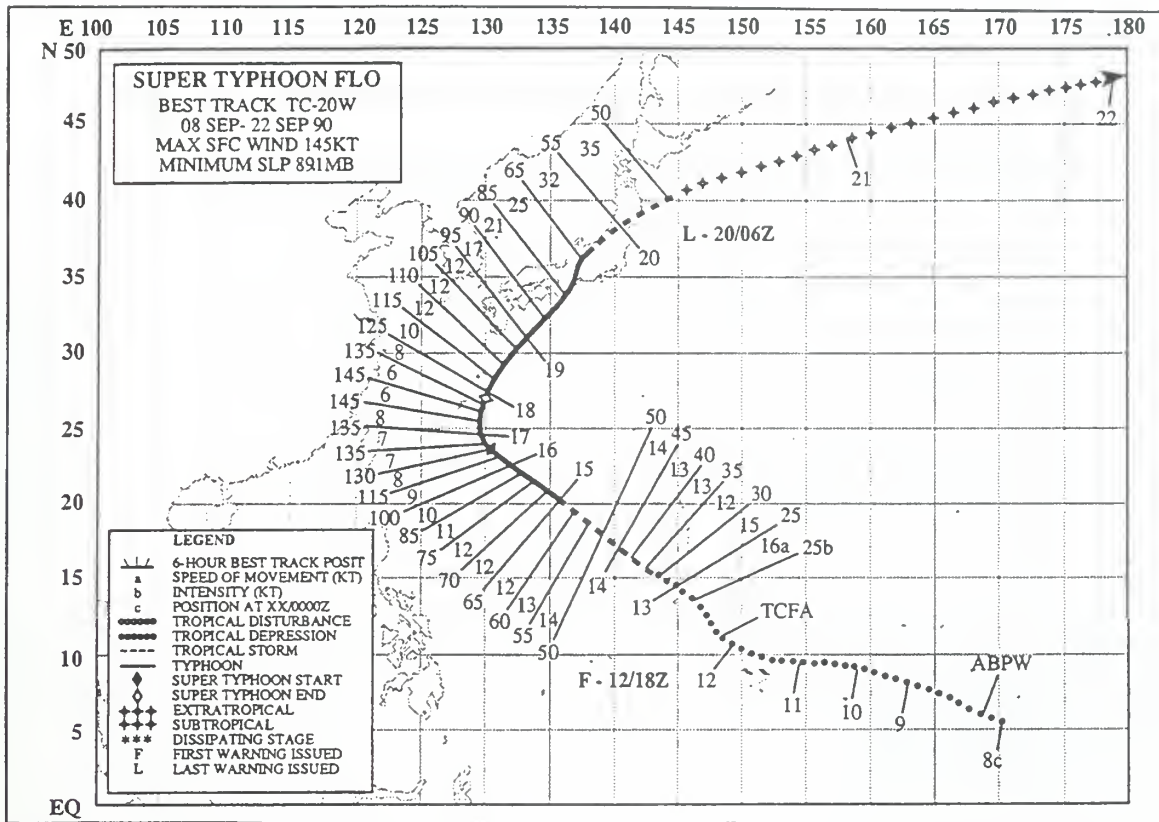 E 100 105 110 115 120 125 130 135 140 145 150 155 160 165 170 175 180
N 50
45
40
35
30
25
20
15
10
5
EQ
SUPER TYPHOON FLO
BEST TRACK TC-20W
08 SEP- 22 SEP 90
MAX SFC WIND 145KT
MINIMUM SLP 891MB
50
55
35
65
32
85
25
90
21
95
17
105
12
110
12
115
12
125
10
135
8
145
6
145
6
135
8
135
7
130
7
115
8
100
9
85
10
75
11
70
12
65
12
60
12
55
13
50
14
22
21
L - 20/06Z
20
19
18
17
16
15
50
14
45
13
40
13
35
12
30
15
25
16a
25b
14
13
TCFA
12
F - 12/18Z
11
10
9
ABPW
8c
LEGEND
6-HOUR BEST TRACK POSIT
a SPEED OF MOVEMENT (KT)
b INTENSITY (KT)
c POSITION AT XX/0000Z
TROPICAL DISTURBANCE
TROPICAL DEPRESSION
TROPICAL STORM
TYPHOON
SUPER TYPHOON START
SUPER TYPHOON END
EXTRATROPICAL
SUBTROPICAL
*** DISSIPATING STAGE
F FIRST WARNING ISSUED
L LAST WARNING ISSUED